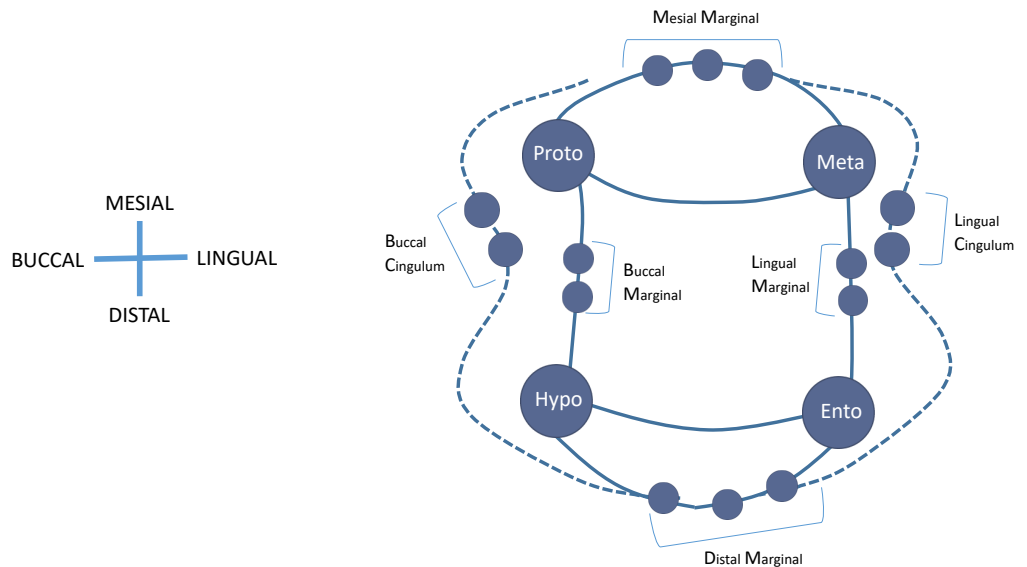 Mesial Marginal
Proto
Meta
MESIAL
BUCCAL
LINGUAL
DISTAL
Buccal
Cingulum
Buccal
Marginal
Lingual
Marginal
Lingual
Cingulum
Hypo
Ento
Distal Marginal